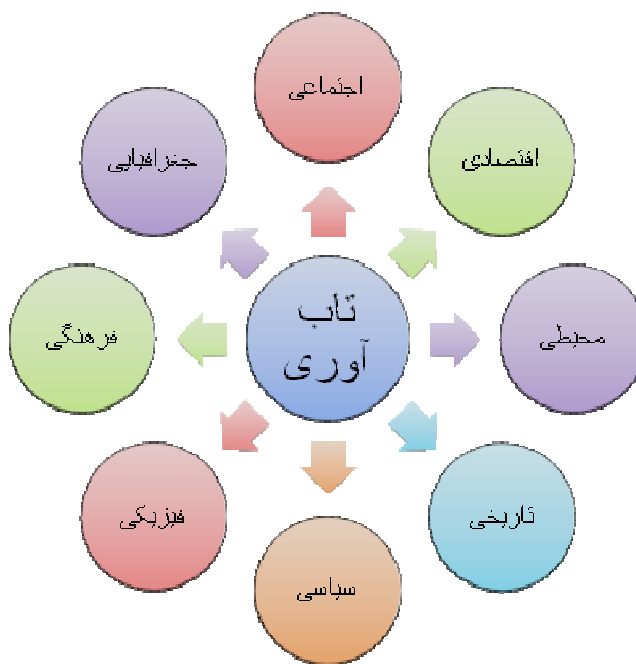 اجتماعی
اقتصادی
محیطی
تاریخی
سیاسی
فیزیکی
فرهنگی
جغرافیایی
تاب
آوری